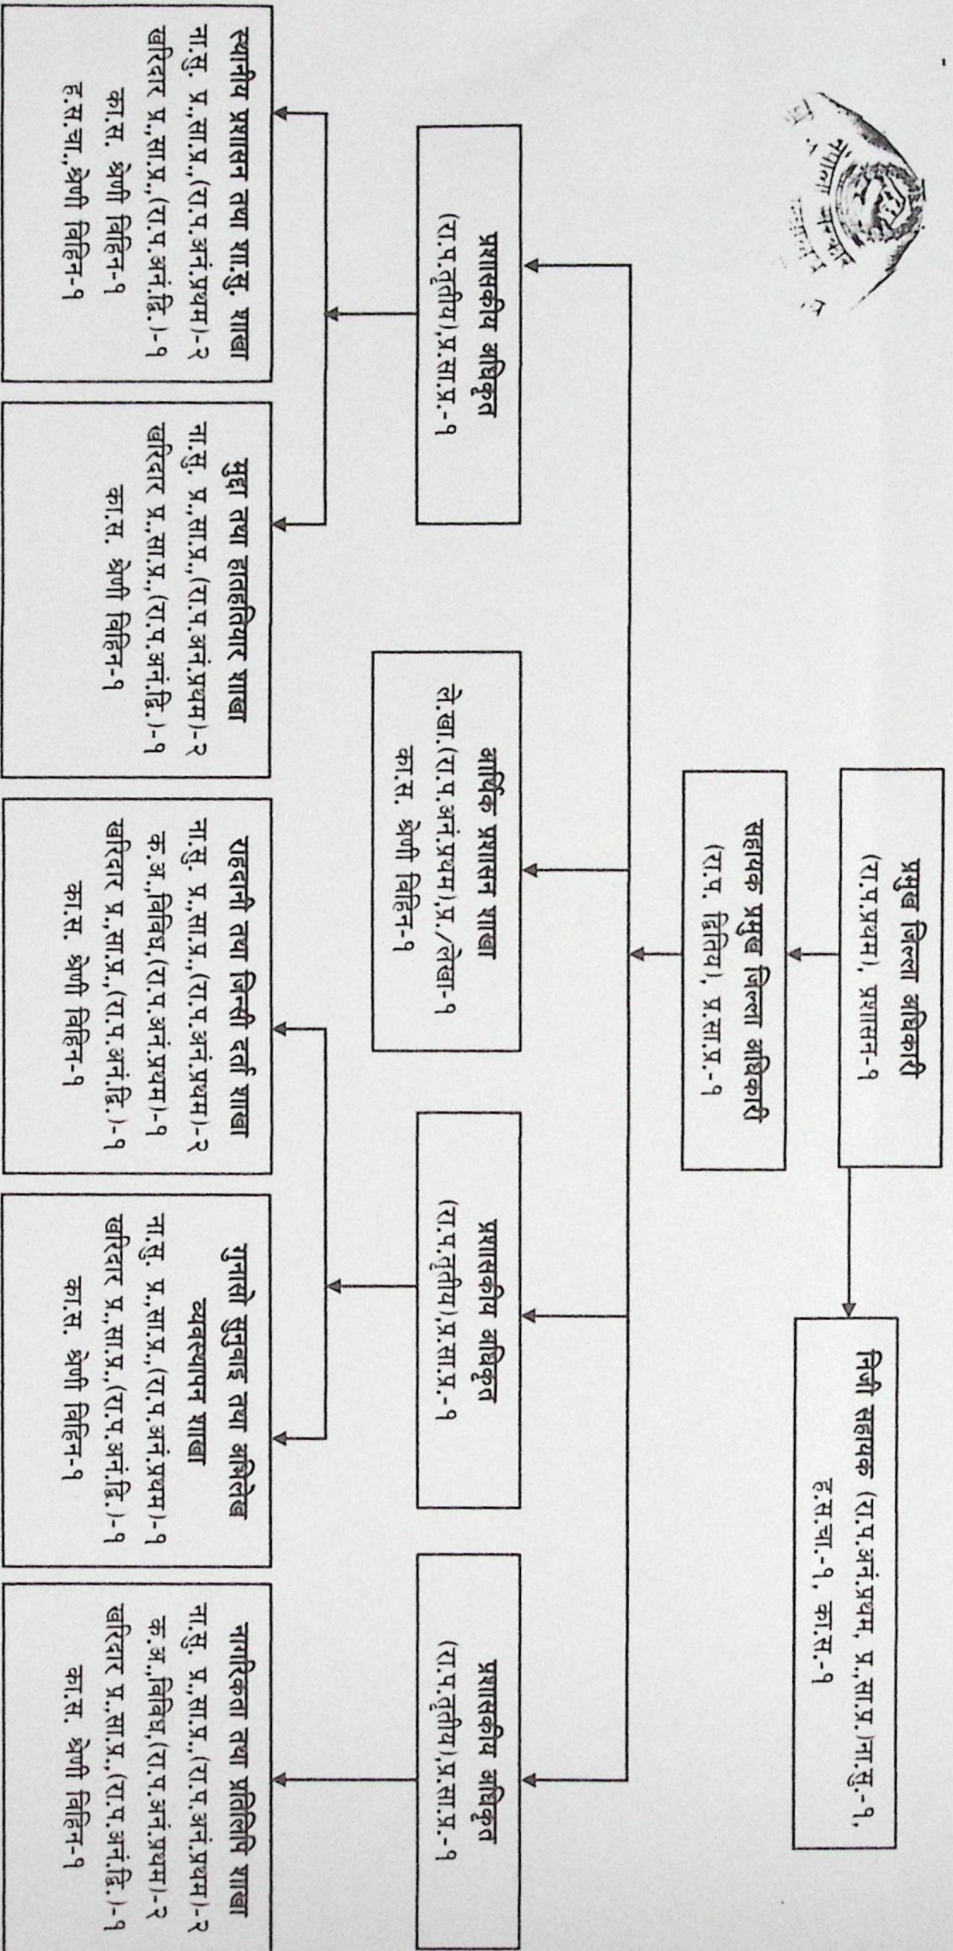 प्रमुख जिल्ला अधिकारी
(रा.प.प्रथम), प्रशासन-१
निजी सहायक (रा.प.अनं.प्रथम, प्र.,सा.प्र.)ना.सु.-१,
ह.स.चा.-१, का.स.-१
सहायक प्रमुख जिल्ला अधिकारी
(रा.प. द्वितिय), प्र.सा.प्र.-१
प्रशासकीय अधिकृत
(रा.प.तृतीय),प्र.सा.प्र.-१
आर्थिक प्रशासन शाखा
ले.वा.(रा.प.अनं.प्रथम),प्र./लेखा-१
का.स. श्रेणी विहिन-१
प्रशासकीय अधिकृत
(रा.प.तृतीय),प्र.सा.प्र.-१
प्रशासकीय अधिकृत
(रा.प.तृतीय),प्र.सा.प्र.-१
स्थानीय प्रशासन तथा शा.सु. शाखा
ना.सु. प्र.,सा.प्र.,(रा.प.अनं.प्रथम)-२
खरिदार प्र.,सा.प्र.,(रा.प.अनं.द्वि.)-१
का.स. श्रेणी विहिन-१
ह.स.चा.,श्रेणी विहिन-१
मुद्दा तथा हातहतियार शाखा
ना.सु. प्र.,सा.प्र.,(रा.प.अनं.प्रथम)-२
खरिदार प्र.,सा.प्र.,(रा.प.अनं.द्वि.)-१
का.स. श्रेणी विहिन-१
राहदानी तथा जिन्सी दर्ता शाखा
ना.सु. प्र.,सा.प्र.,(रा.प.अनं.प्रथम)-२
क.अ.,विविध,(रा.प.अनं.प्रथम)-१
खरिदार प्र.,सा.प्र.,(रा.प.अनं.द्वि.)-१
का.स. श्रेणी विहिन-१
गुनासो सुनुवाइ तथा अभिलेख
व्यवस्थापन शाखा
ना.सु. प्र.,सा.प्र.,(रा.प.अनं.प्रथम)-१
खरिदार प्र.,सा.प्र.,(रा.प.अनं.द्वि.)-१
का.स. श्रेणी विहिन-१
नागरिकता तथा प्रतिलिपि शाखा
ना.सु. प्र.,सा.प्र.,(रा.प.अनं.प्रथम)-२
क.अ.,विविध,(रा.प.अनं.प्रथम)-२
खरिदार प्र.,सा.प्र.,(रा.प.अनं.द्वि.)-१
का.स. श्रेणी विहिन-१